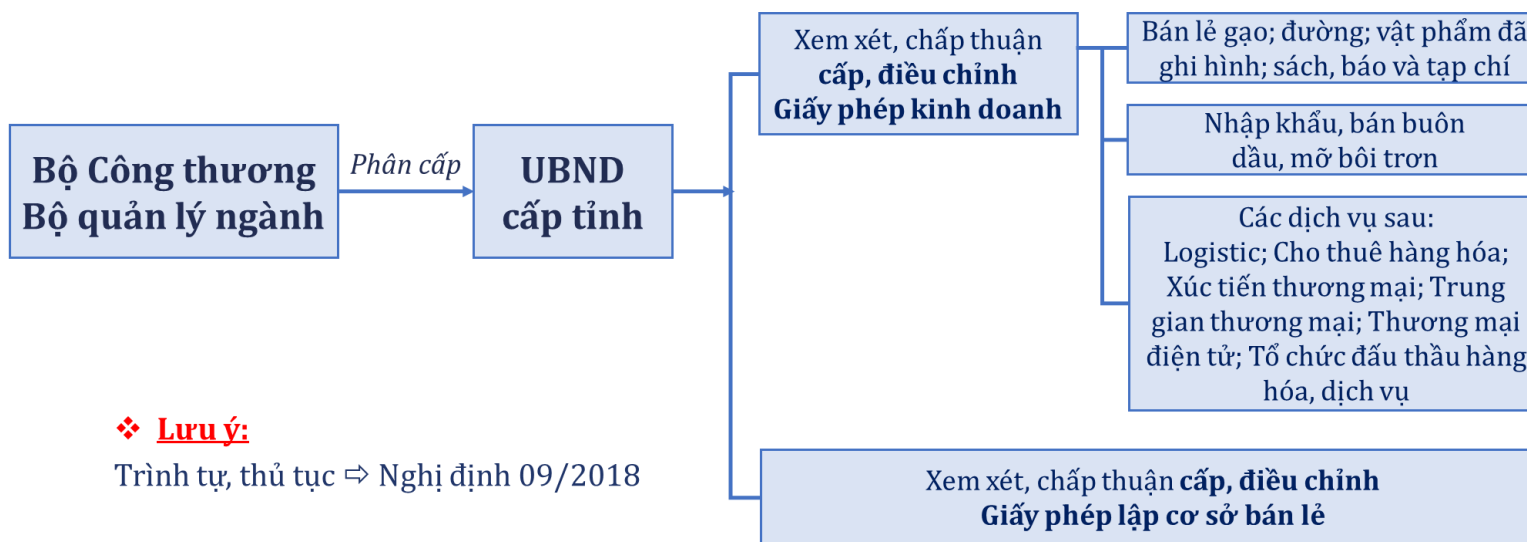 Bộ Công thương
Bộ quản lý ngành
Phân cấp
UBND
cấp tỉnh
Xem xét, chấp thuận
cấp, điều chỉnh
Giấy phép kinh doanh
Bán lẻ gạo; đường; vật phẩm đã
ghi hình; sách, báo và tạp chí
Nhập khẩu, bán buôn
dầu, mỡ bôi trơn
Các dịch vụ sau:
Logistic; Cho thuê hàng hóa;
Xúc tiến thương mại; Trung
gian thương mại; Thương mại
điện tử; Tổ chức đấu thầu hàng
hóa, dịch vụ
Xem xét, chấp thuận cấp, điều chỉnh
Giấy phép lập cơ sở bán lẻ
❖ Lưu ý:
Trình tự, thủ tục ⇨ Nghị định 09/2018